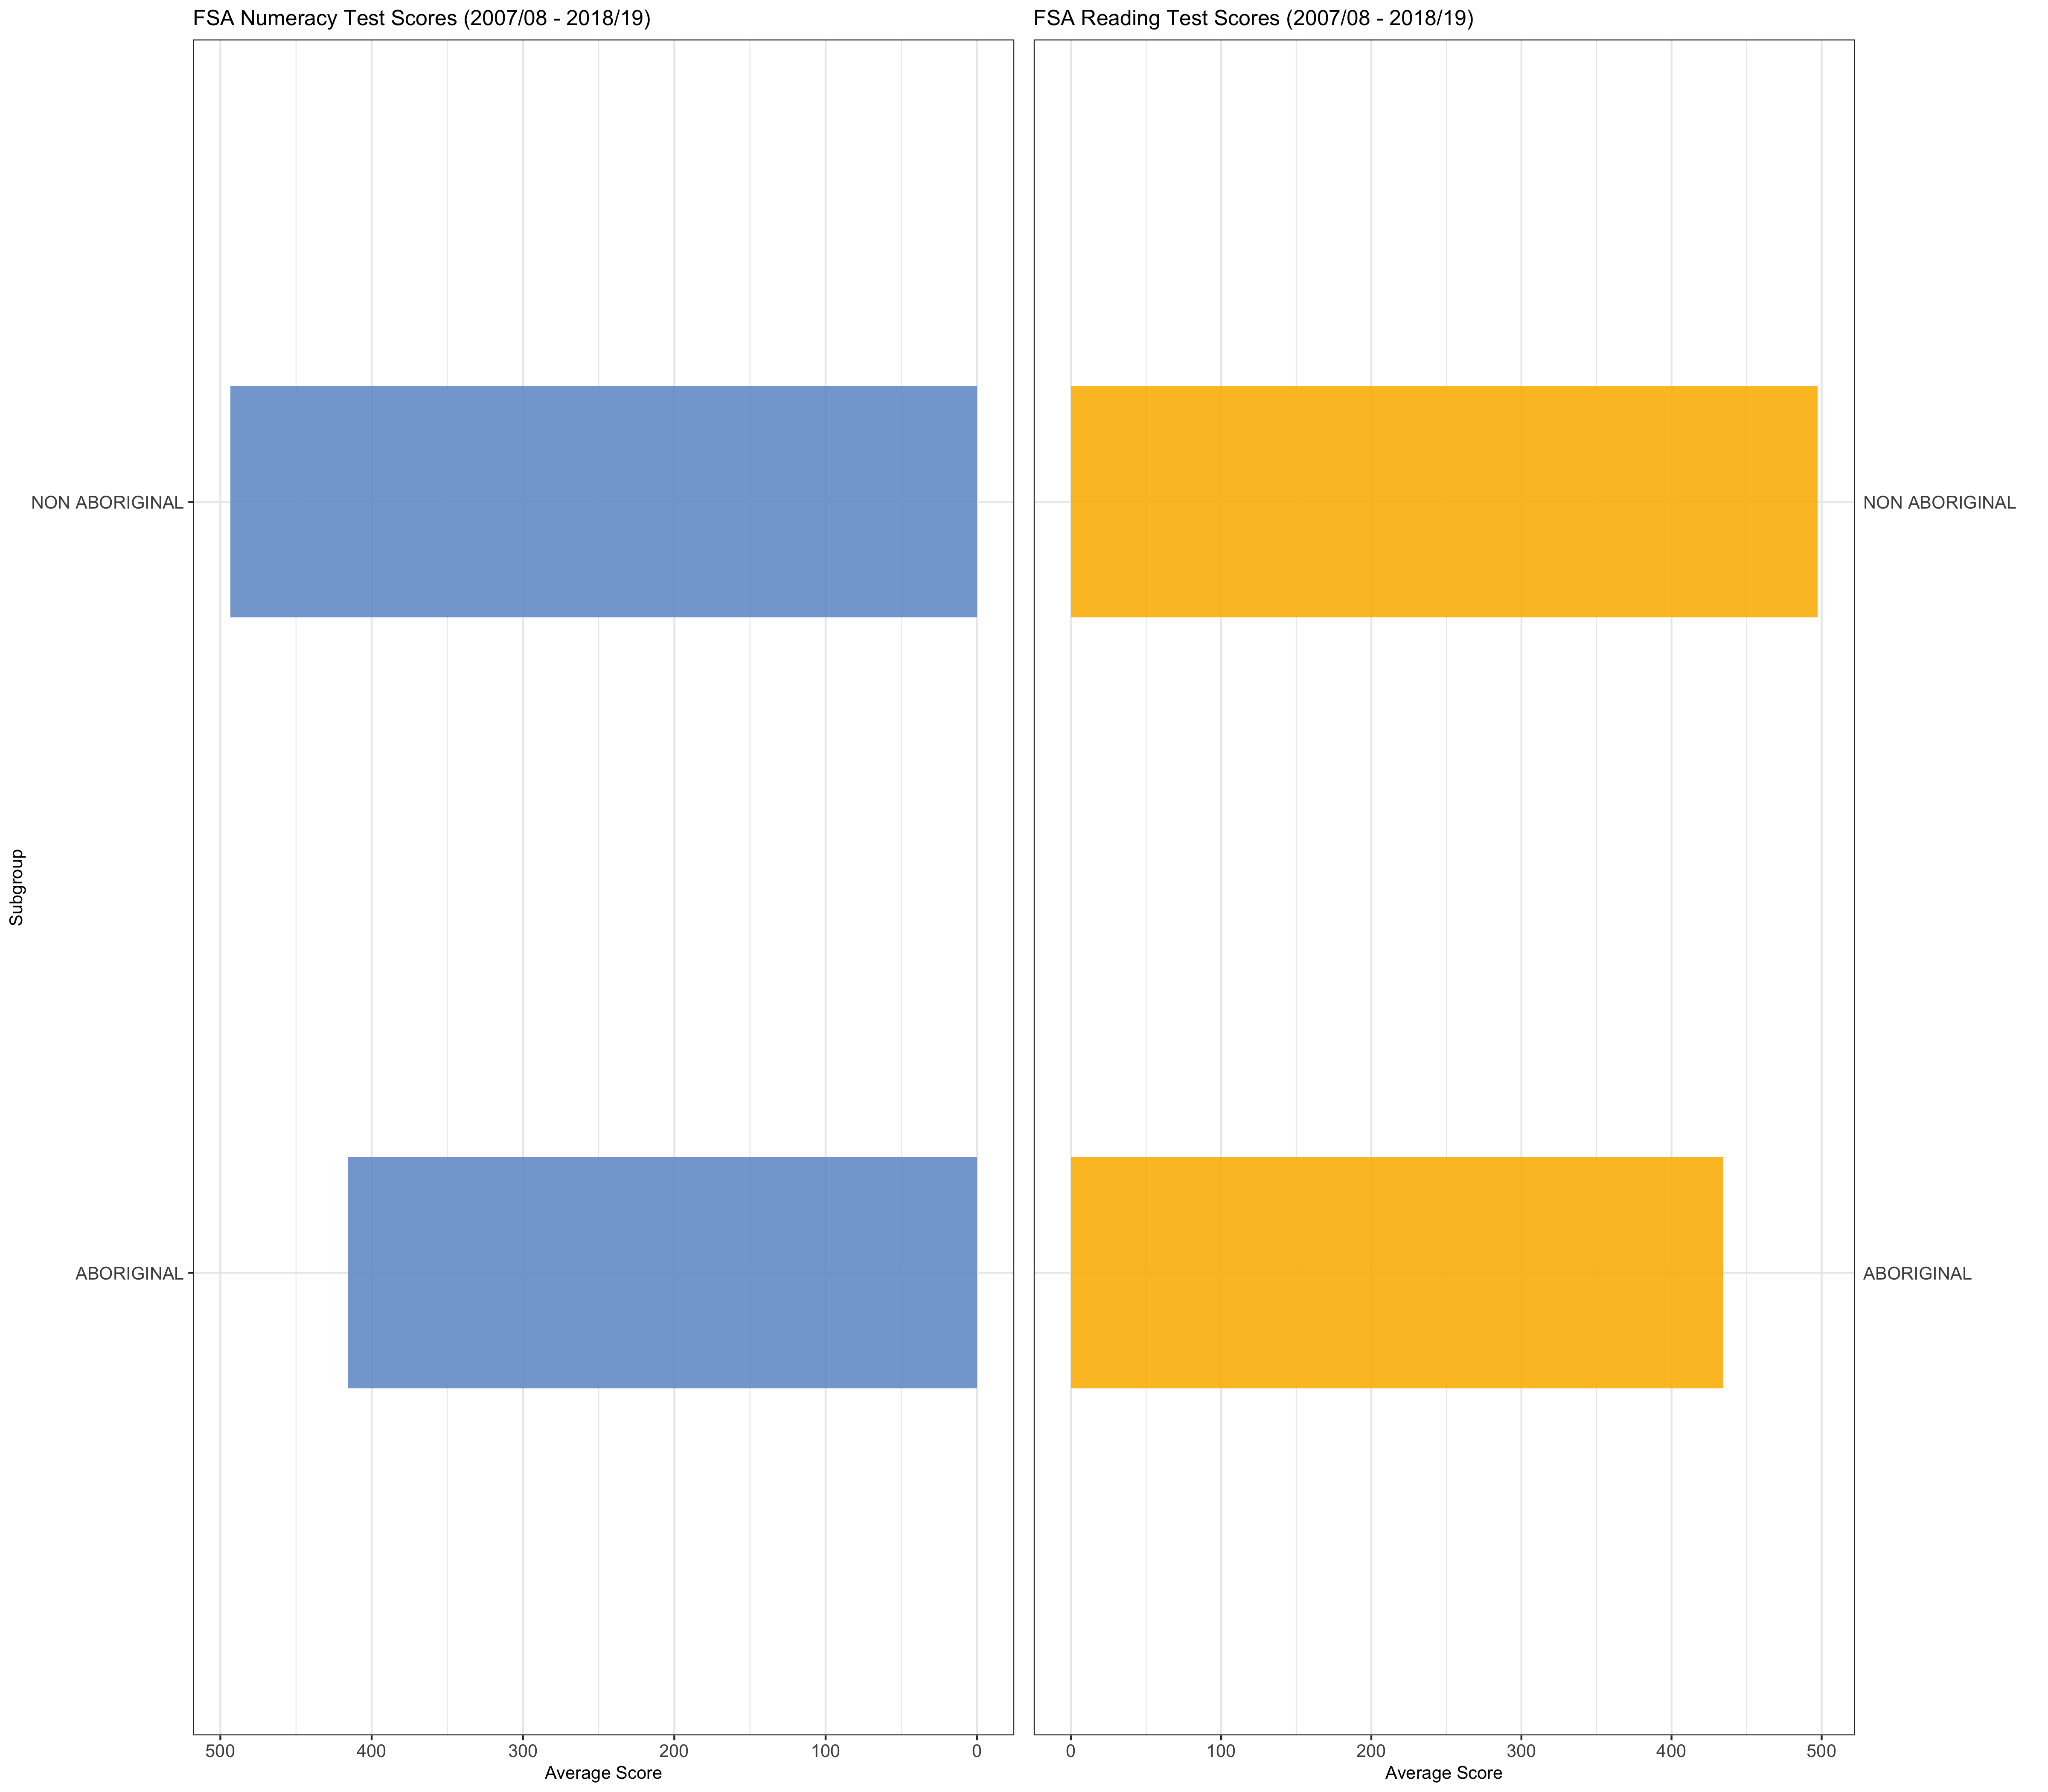 FSA Numeracy Test Scores (2007/08 - 2018/19)
FSA Reading Test Scores (2007/08 - 2018/19)
Subgroup
NON ABORIGINAL
ABORIGINAL
NON ABORIGINAL
ABORIGINAL
500 400 300 200 100 0
0 100 200 300 400 500
Average Score
Average Score